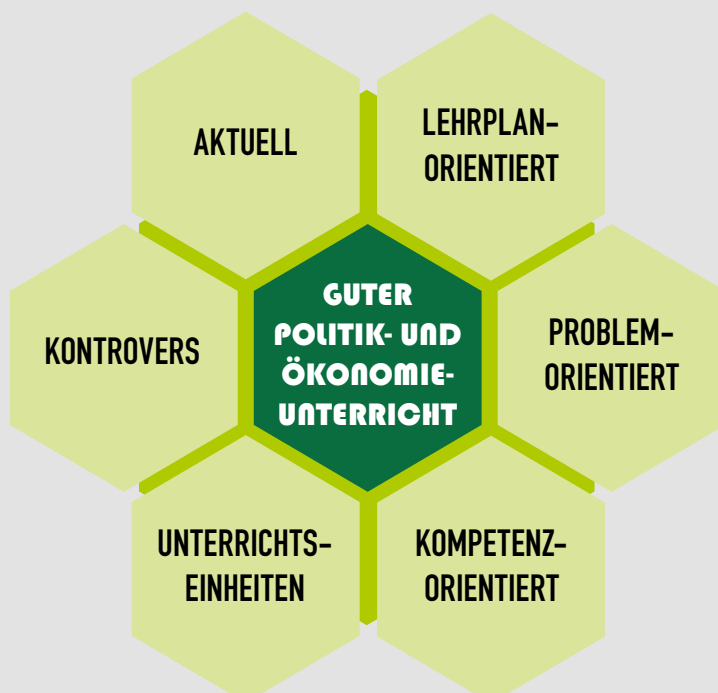 AKTUELL
LEHRPLAN-
ORIENTIERT
KONTROVERS
GUTER
POLITIK- UND
ÖKONOMIE-
UNTERRICHT
PROBLEM-
ORIENTIERT
UNTERRICHTS-
EINHEITEN
KOMPETENZ-
ORIENTIERT